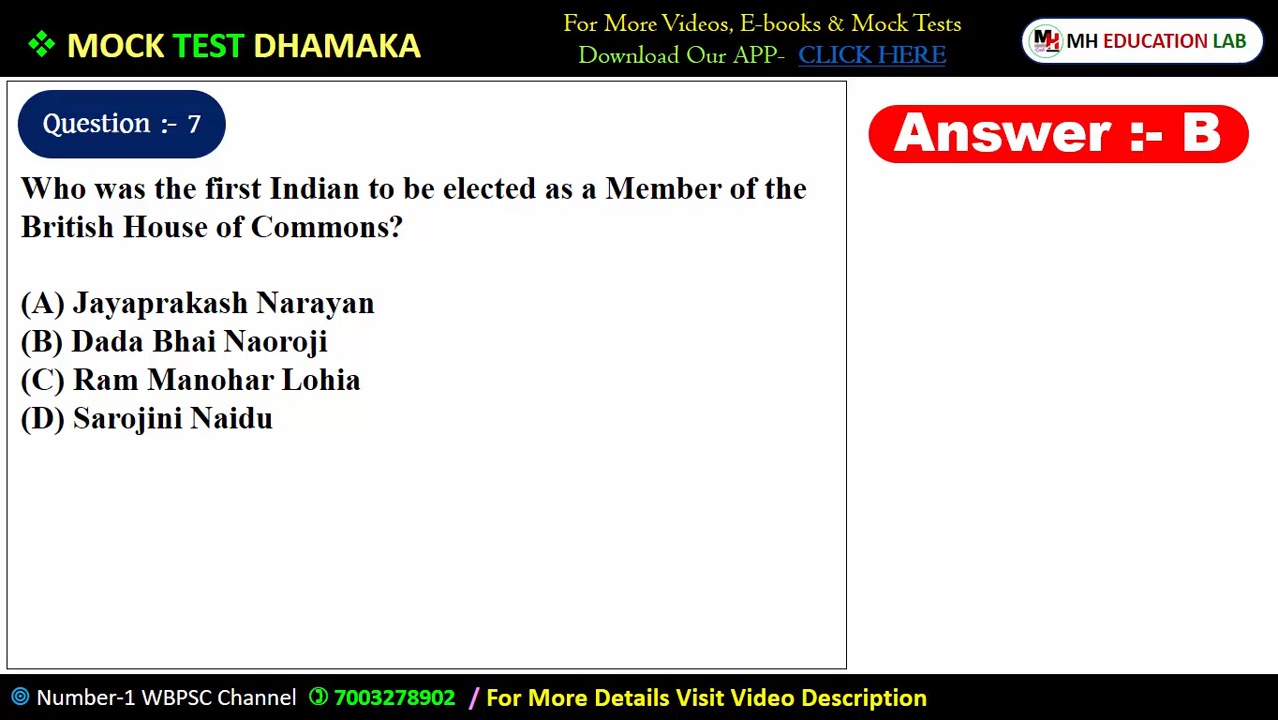 ❖ MOCK TEST DHAMAKA
For More Videos, E-books & Mock Tests
Download Our APP- CLICK HERE
MH EDUCATION LAB
Question :- 7
Answer :- B
Who was the first Indian to be elected as a Member of the
British House of Commons?
(A) Jayaprakash Narayan
(B) Dada Bhai Naoroji
(C) Ram Manohar Lohia
(D) Sarojini Naidu
Number-1 WBPSC Channel 7003278902 / For More Details Visit Video Description